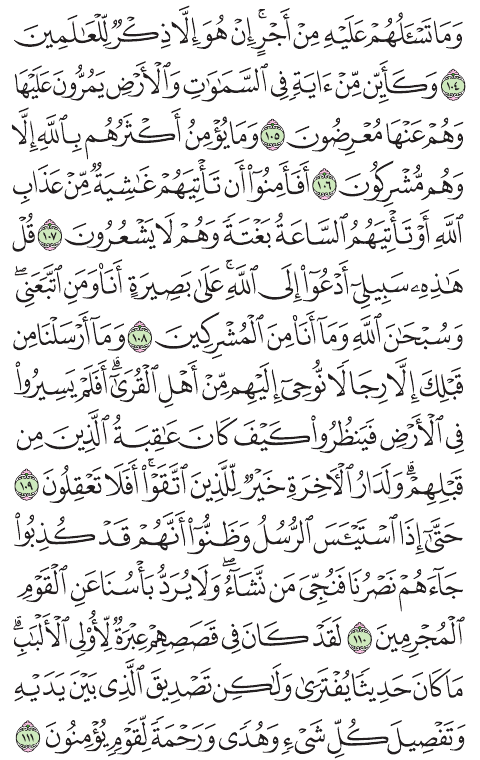 وَمَا تَسْـَٔلُهُمْ عَلَيْهِ مِنْ أَجْرٍۚ إِنْ هُوَ إِلَّا ذِكْرٌ لِّلْعَٰلَمِينَ
١٠٤ وَكَأَيِّن مِّنْ ءَايَةٍ فِى ٱلسَّمَٰوَٰتِ وَٱلْأَرْضِ يَمُرُّونَ عَلَيْهَا
وَهُمْ عَنْهَا مُعْرِضُونَ ١٠٥ وَمَا يُؤْمِنُ أَكْثَرُهُم بِٱللَّهِ إِلَّا
وَهُم مُّشْرِكُونَ ١٠٦ أَفَأَمِنُوٓا۟ أَن تَأْتِيَهُمْ غَٰشِيَةٌ مِّنْ عَذَابِ
ٱللَّهِ أَوْ تَأْتِيَهُمُ ٱلسَّاعَةُ بَغْتَةً وَهُمْ لَا يَشْعُرُونَ ١٠٧ قُلْ
هَٰذِهِۦ سَبِيلِىٓ أَدْعُوٓا۟ إِلَى ٱللَّهِۚ عَلَىٰ بَصِيرَةٍ أَنَا۠ وَمَنِ ٱتَّبَعَنِىۖ
وَسُبْحَٰنَ ٱللَّهِ وَمَآ أَنَا۠ مِنَ ٱلْمُشْرِكِينَ ١٠٨ وَمَآ أَرْسَلْنَا مِن
قَبْلِكَ إِلَّا رِجَالًا نُّوحِىٓ إِلَيْهِم مِّنْ أَهْلِ ٱلْقُرَىٰٓۗ أَفَلَمْ يَسِيرُوا۟
فِى ٱلْأَرْضِ فَيَنظُرُوا۟ كَيْفَ كَانَ عَٰقِبَةُ ٱلَّذِينَ مِن
قَبْلِهِمْۗ وَلَدَارُ ٱلْءَاخِرَةِ خَيْرٌ لِّلَّذِينَ ٱتَّقَوْا۟ۗ أَفَلَا تَعْقِلُونَ ١٠٩
حَتَّىٰٓ إِذَا ٱسْتَيْـَٔسَ ٱلرُّسُلُ وَظَنُّوٓا۟ أَنَّهُمْ قَدْ كُذِبُوا۟
جَآءَهُمْ نَصْرُنَا فَنُجِّىَ مَن نَّشَآءُۖ وَلَا يُرَدُّ بَأْسُنَا عَنِ ٱلْقَوْمِ
ٱلْمُجْرِمِينَ ١١٠ لَقَدْ كَانَ فِى قَصَصِهِمْ عِبْرَةٌ لِّأُو۟لِى ٱلْأَلْبَٰبِۗ
مَا كَانَ حَدِيثًا يُفْتَرَىٰ وَلَٰكِن تَصْدِيقَ ٱلَّذِى بَيْنَ يَدَيْهِ
وَتَفْصِيلَ كُلِّ شَىْءٍ وَهُدًى وَرَحْمَةً لِّقَوْمٍ يُؤْمِنُونَ ١١١